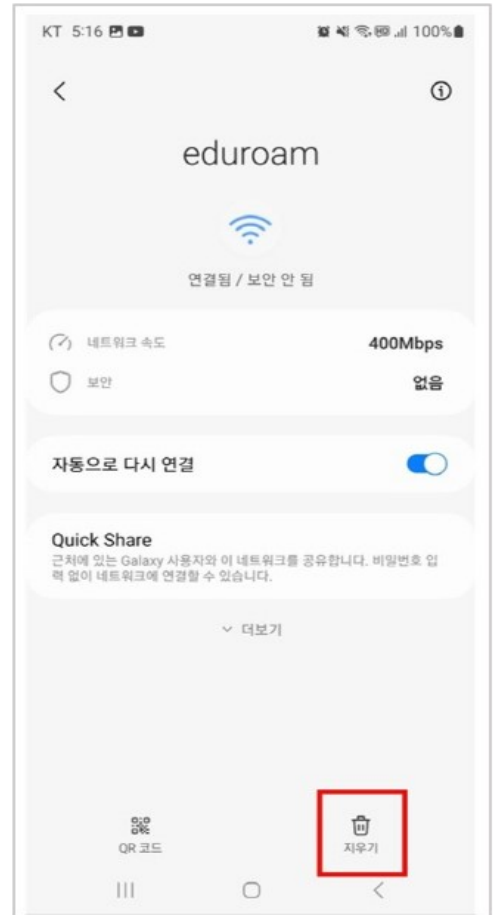 KT 5:16 100%
eduroam
연결됨 / 보안 안 됨
네트워크 속도 400Mbps
보안 없음
자동으로 다시 연결
Quick Share
근처에 있는 Galaxy 사용자와 이 네트워크를 공유합니다. 비밀번호 입
력 없이 네트워크에 연결할 수 있습니다.
더보기
QR 코드 지우기